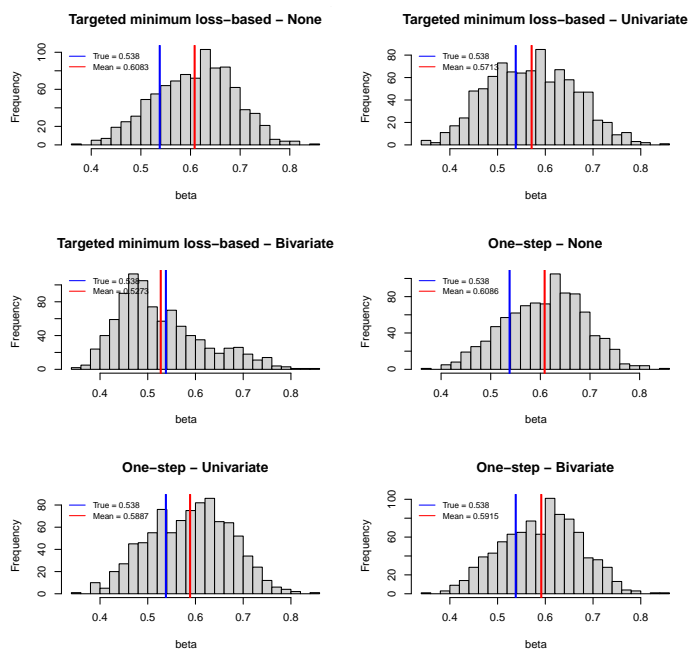 Targeted minimum loss−based − None
True = 0.538
Mean = 0.6083
Frequency
0 20 60 100
0.4 0.5 0.6 0.7 0.8
beta
Targeted minimum loss−based − Univariate
True = 0.538
Mean = 0.5713
Frequency
0 20 40 60 80
0.4 0.5 0.6 0.7 0.8
beta
Targeted minimum loss−based − Bivariate
True = 0.538
Mean = 0.5273
Frequency
0 40 80
0.4 0.5 0.6 0.7 0.8
beta
One−step − None
True = 0.538
Mean = 0.6086
Frequency
0 40 80
0.4 0.5 0.6 0.7 0.8
beta
One−step − Univariate
True = 0.538
Mean = 0.5887
Frequency
0 20 40 60 80
0.4 0.5 0.6 0.7 0.8
beta
One−step − Bivariate
True = 0.538
Mean = 0.5915
Frequency
0 20 60 100
0.4 0.5 0.6 0.7 0.8
beta